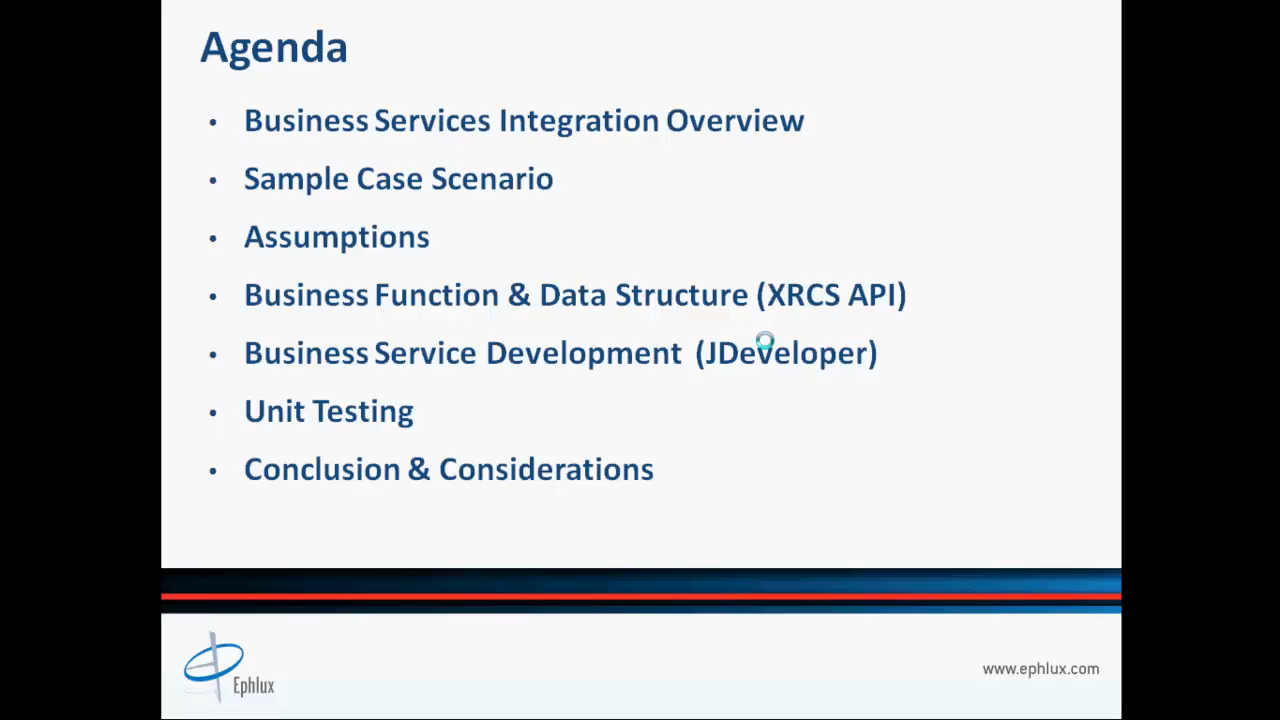 Agenda
• Business Services Integration Overview
• Sample Case Scenario
• Assumptions
• Business Function & Data Structure (XRCS API)
• Business Service Development (JDeveloper)
• Unit Testing
• Conclusion & Considerations
Ephlux
www.ephlux.com